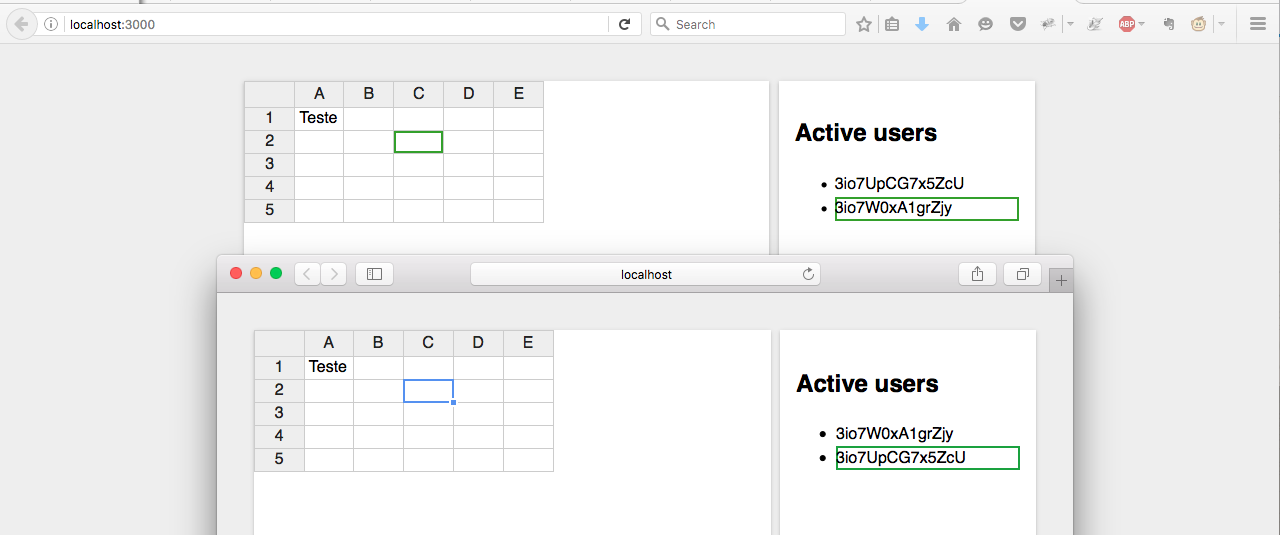 localhost:3000
Search
ABP
A B C D E
1 Teste
2
3
4
5
Active users
3io7UpCG7x5ZcU
3io7W0xA1grZjy
localhost
A B C D E
1 Teste
2
3
4
5
Active users
3io7W0xA1grZjy
3io7UpCG7x5ZcU